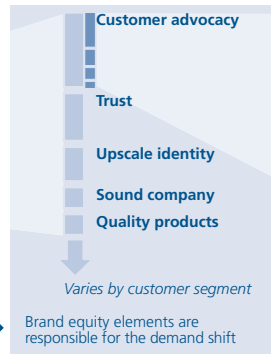 Customer advocacy
Trust
Upscale identity
Sound company
Quality products
Varies by customer segment
Brand equity elements are
responsible for the demand shift